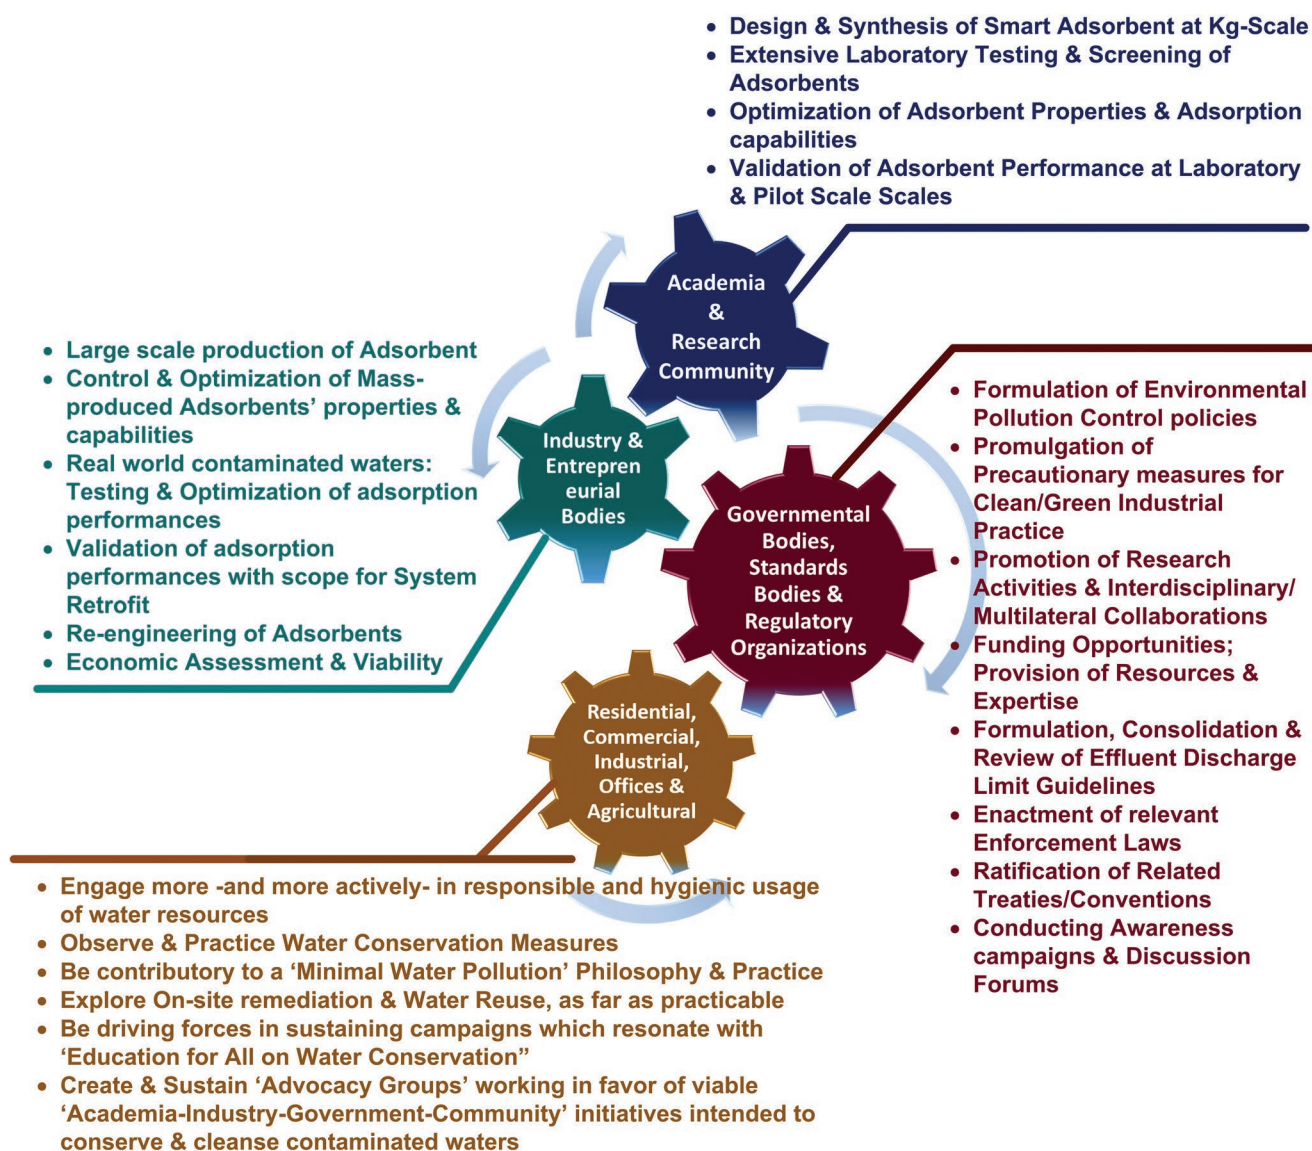 • Design & Synthesis of Smart Adsorbent at Kg-Scale
• Extensive Laboratory Testing & Screening of
Adsorbents
• Optimization of Adsorbent Properties & Adsorption
capabilities
• Validation of Adsorbent Performance at Laboratory
& Pilot Scale Scales
Academia
&
Research
Community
• Large scale production of Adsorbent
• Control & Optimization of Mass-
produced Adsorbents’ properties &
capabilities
• Real world contaminated waters:
Testing & Optimization of adsorption
performances
• Validation of adsorption
performances with scope for System
Retrofit
• Re-engineering of Adsorbents
• Economic Assessment & Viability
Industry &
Entrepren
eurial
Bodies
Governmental
Bodies,
Standards
Bodies &
Regulatory
Organizations
• Formulation of Environmental
Pollution Control policies
• Promulgation of
Precautionary measures for
Clean/Green Industrial
Practice
• Promotion of Research
Activities & Interdisciplinary/
Multilateral Collaborations
• Funding Opportunities;
Provision of Resources &
Expertise
• Formulation, Consolidation &
Review of Effluent Discharge
Limit Guidelines
• Enactment of relevant
Enforcement Laws
• Ratification of Related
Treaties/Conventions
• Conducting Awareness
campaigns & Discussion
Forums
Residential,
Commercial,
Industrial,
Offices &
Agricultural
• Engage more -and more actively- in responsible and hygienic usage
of water resources
• Observe & Practice Water Conservation Measures
• Be contributory to a ‘Minimal Water Pollution’ Philosophy & Practice
• Explore On-site remediation & Water Reuse, as far as practicable
• Be driving forces in sustaining campaigns which resonate with
‘Education for All on Water Conservation”
• Create & Sustain ‘Advocacy Groups’ working in favor of viable
‘Academia-Industry-Government-Community’ initiatives intended to
conserve & cleanse contaminated waters